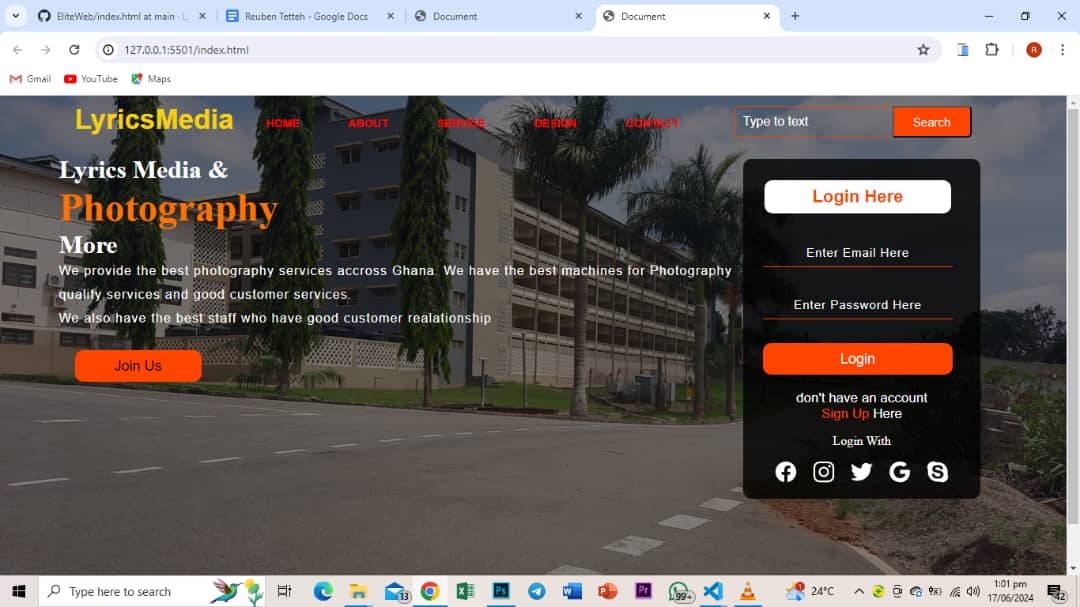 EliteWeb/index.html at main · L
Reuben Tetteh - Google Docs
Document
Document
127.0.0.1:5501/index.html
R
Gmail
YouTube
Maps
LyricsMedia
HOME
ABOUT
SERVICE
DESIGN
CONTACT
Type to text
Search
Lyrics Media &
Photography
More
We provide the best photography services accross Ghana. We have the best machines for Photography
quality services and good customer services.
We also have the best staff who have good customer realationship
Join Us
Login Here
Enter Email Here
Enter Password Here
Login
don't have an account
Sign Up Here
Login With
Type here to search
13
99+
1
24°C
1:01 pm
17/06/2024
42